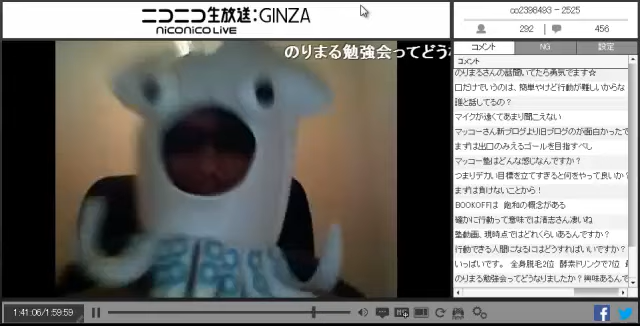 ニコニコ生放送:GINZA
niconico LIVE
co2398493 - 2525
292
456
コメント
NG
設定
コメント
のりまる勉強会ってどうな
のりまるさんの話聞いてたら勇気でます☆
口だけでいうのは、簡単やけど行動が難しいからな
誰と話してるの？
マイクが遠くてあまり聞こえない
マッコーさん新ブログより旧ブログのが面白かったで
まずは出口のみえるゴールを目指すべし
マッコー塾はどんな感じなんですか？
つまりデカい目標を立てすぎると何をやって良いか？
まずは負けないことから！
BOOKOFFは 飽和の概念がある
確かに行動って意味では清志さん凄いね
塾動画、現時点ではどれくらいあるんですか？
行動できる人間になるにはどうすればいいですか？
いっぱいです。 全身脱毛2位 酵素ドリンクで7位
のりまる勉強会ってどうなりましたか？興味あるんで
1:41:06 / 1:59:59